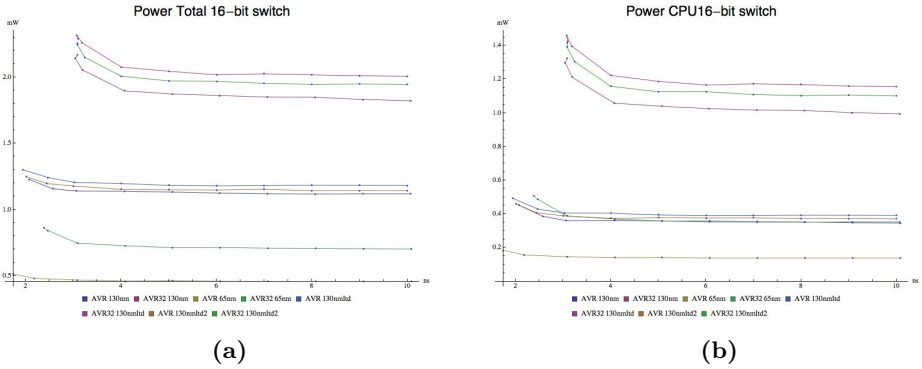 Power Total 16-bit switch
mW
2.0
1.5
1.0
0.5
2
4
6
8
10
ns
AVR 130nm AVR32 130nm AVR 65nm AVR32 65nm AVR 130nmltd
AVR32 130nmltd AVR 130nmltd2 AVR32 130nmltd2
(a)
Power CPU16-bit switch
mW
1.4
1.2
1.0
0.8
0.6
0.4
0.2
2
4
6
8
10
ns
AVR 130nm AVR32 130nm AVR 65nm AVR32 65nm AVR 130nmltd
AVR32 130nmltd AVR 130nmltd2 AVR32 130nmltd2
(b)